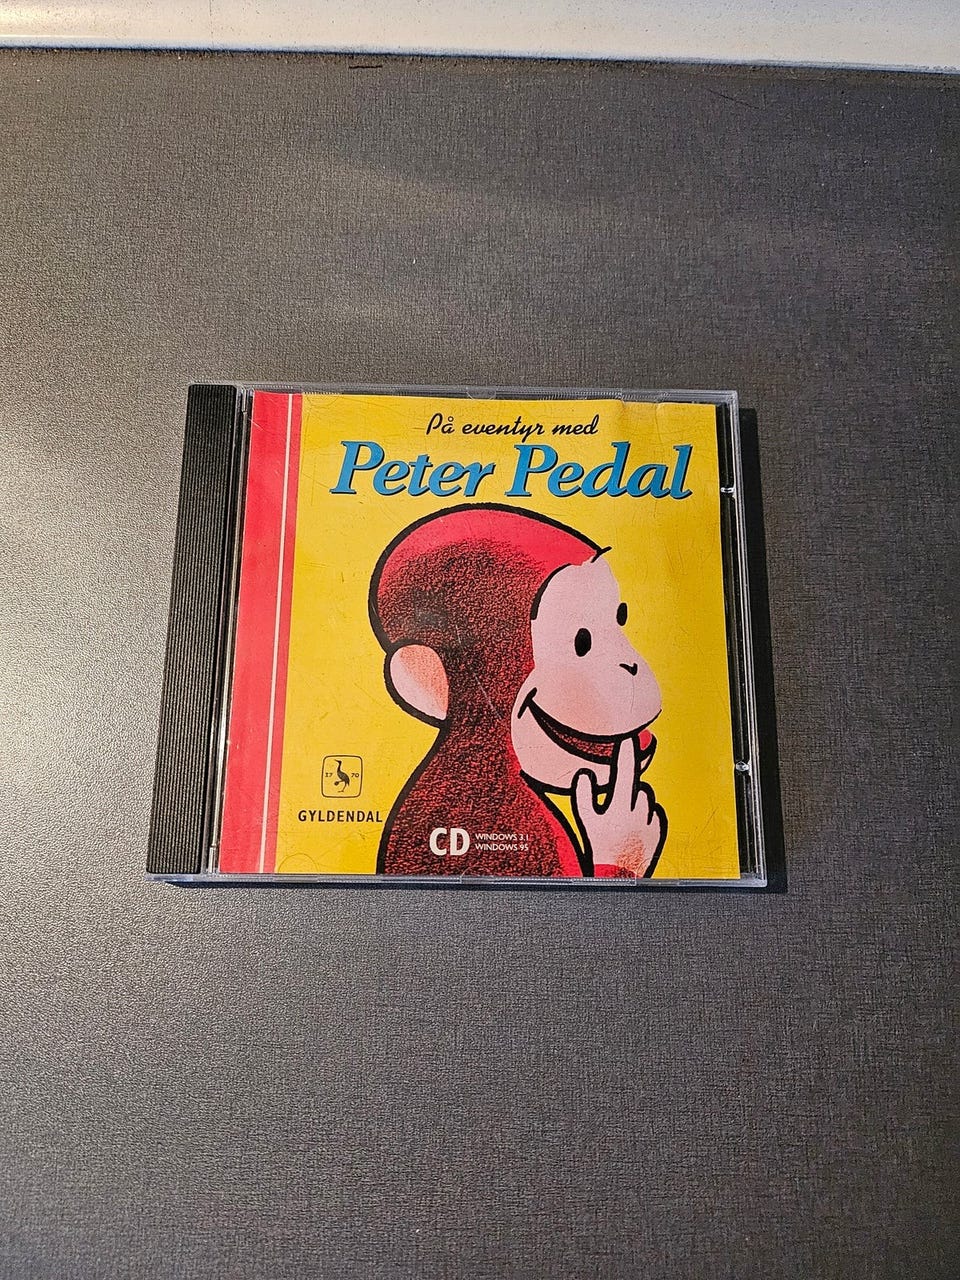 På eventyr med
Peter Pedal
17 70
GYLDENDAL
CD WINDOWS 3.1
WINDOWS 95